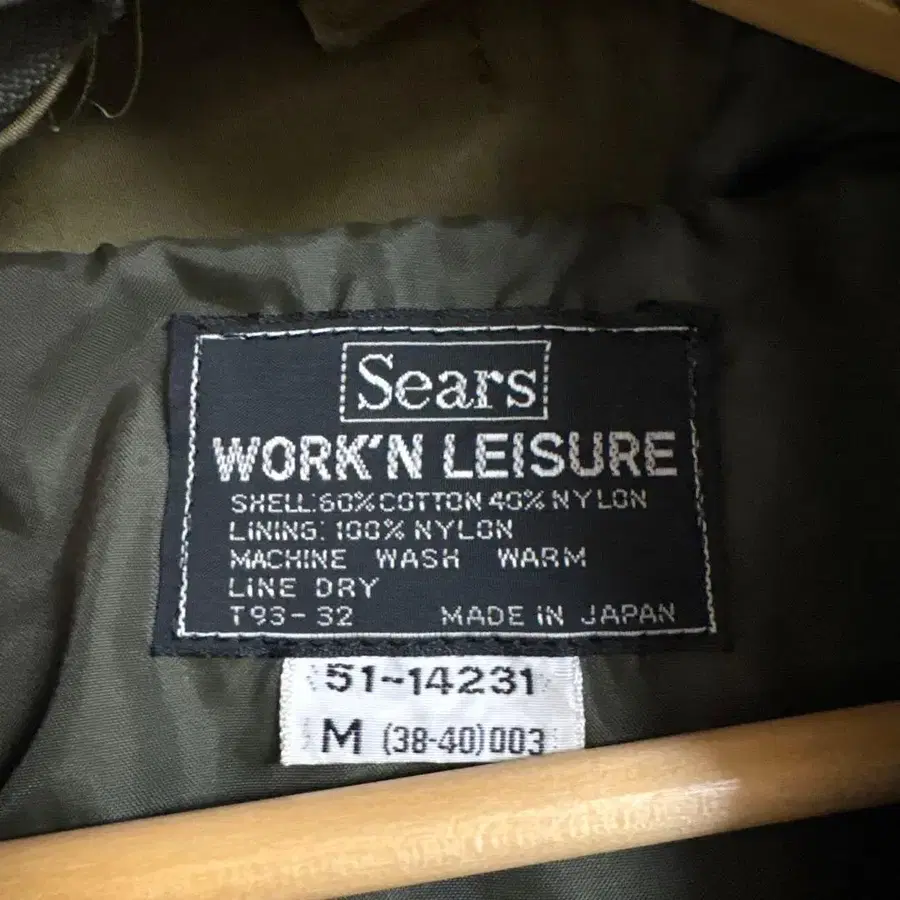 Sears
WORK'N LEISURE
SHELL: 60% COTTON 40% NYLON
LINING: 100% NYLON
MACHINE WASH WARM
LINE DRY
T93-32 MADE IN JAPAN
51-14231
M (38-40) 003